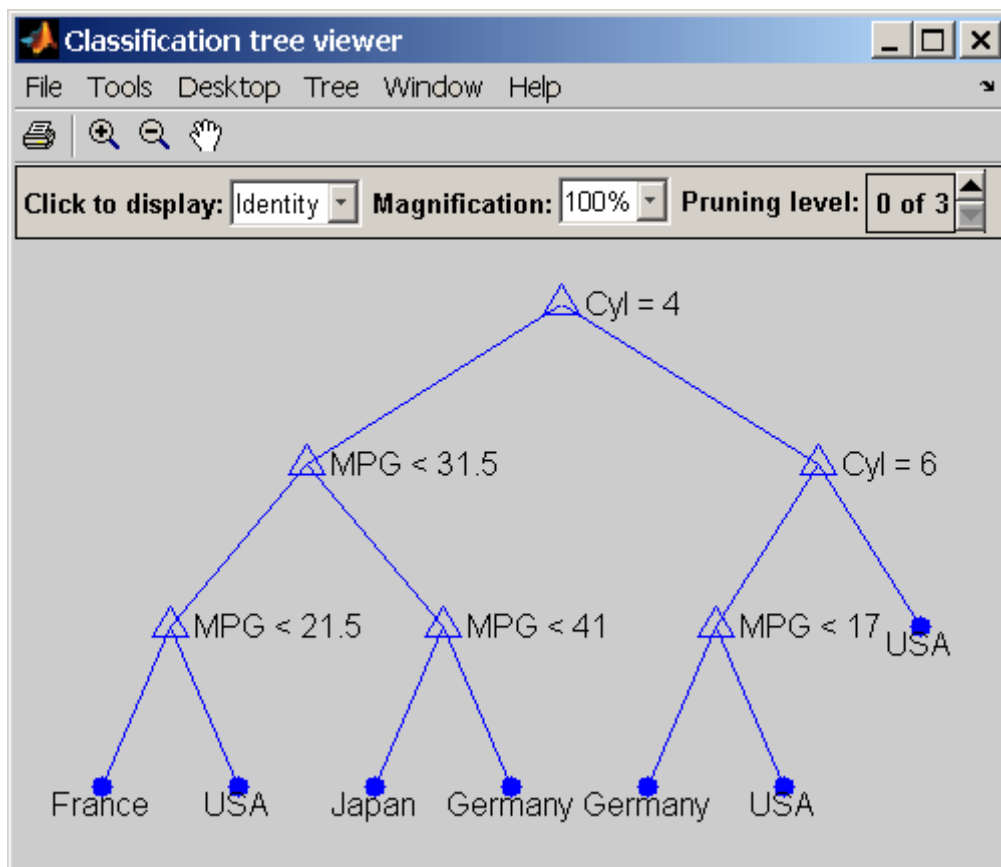 Classification tree viewer
File Tools Desktop Tree Window Help
Click to display: Identity Magnification: 100% Pruning level: 0 of 3
Cyl = 4
MPG < 31.5 Cyl = 6
MPG < 21.5 MPG < 41 MPG < 17
USA
France USA Japan Germany Germany USA